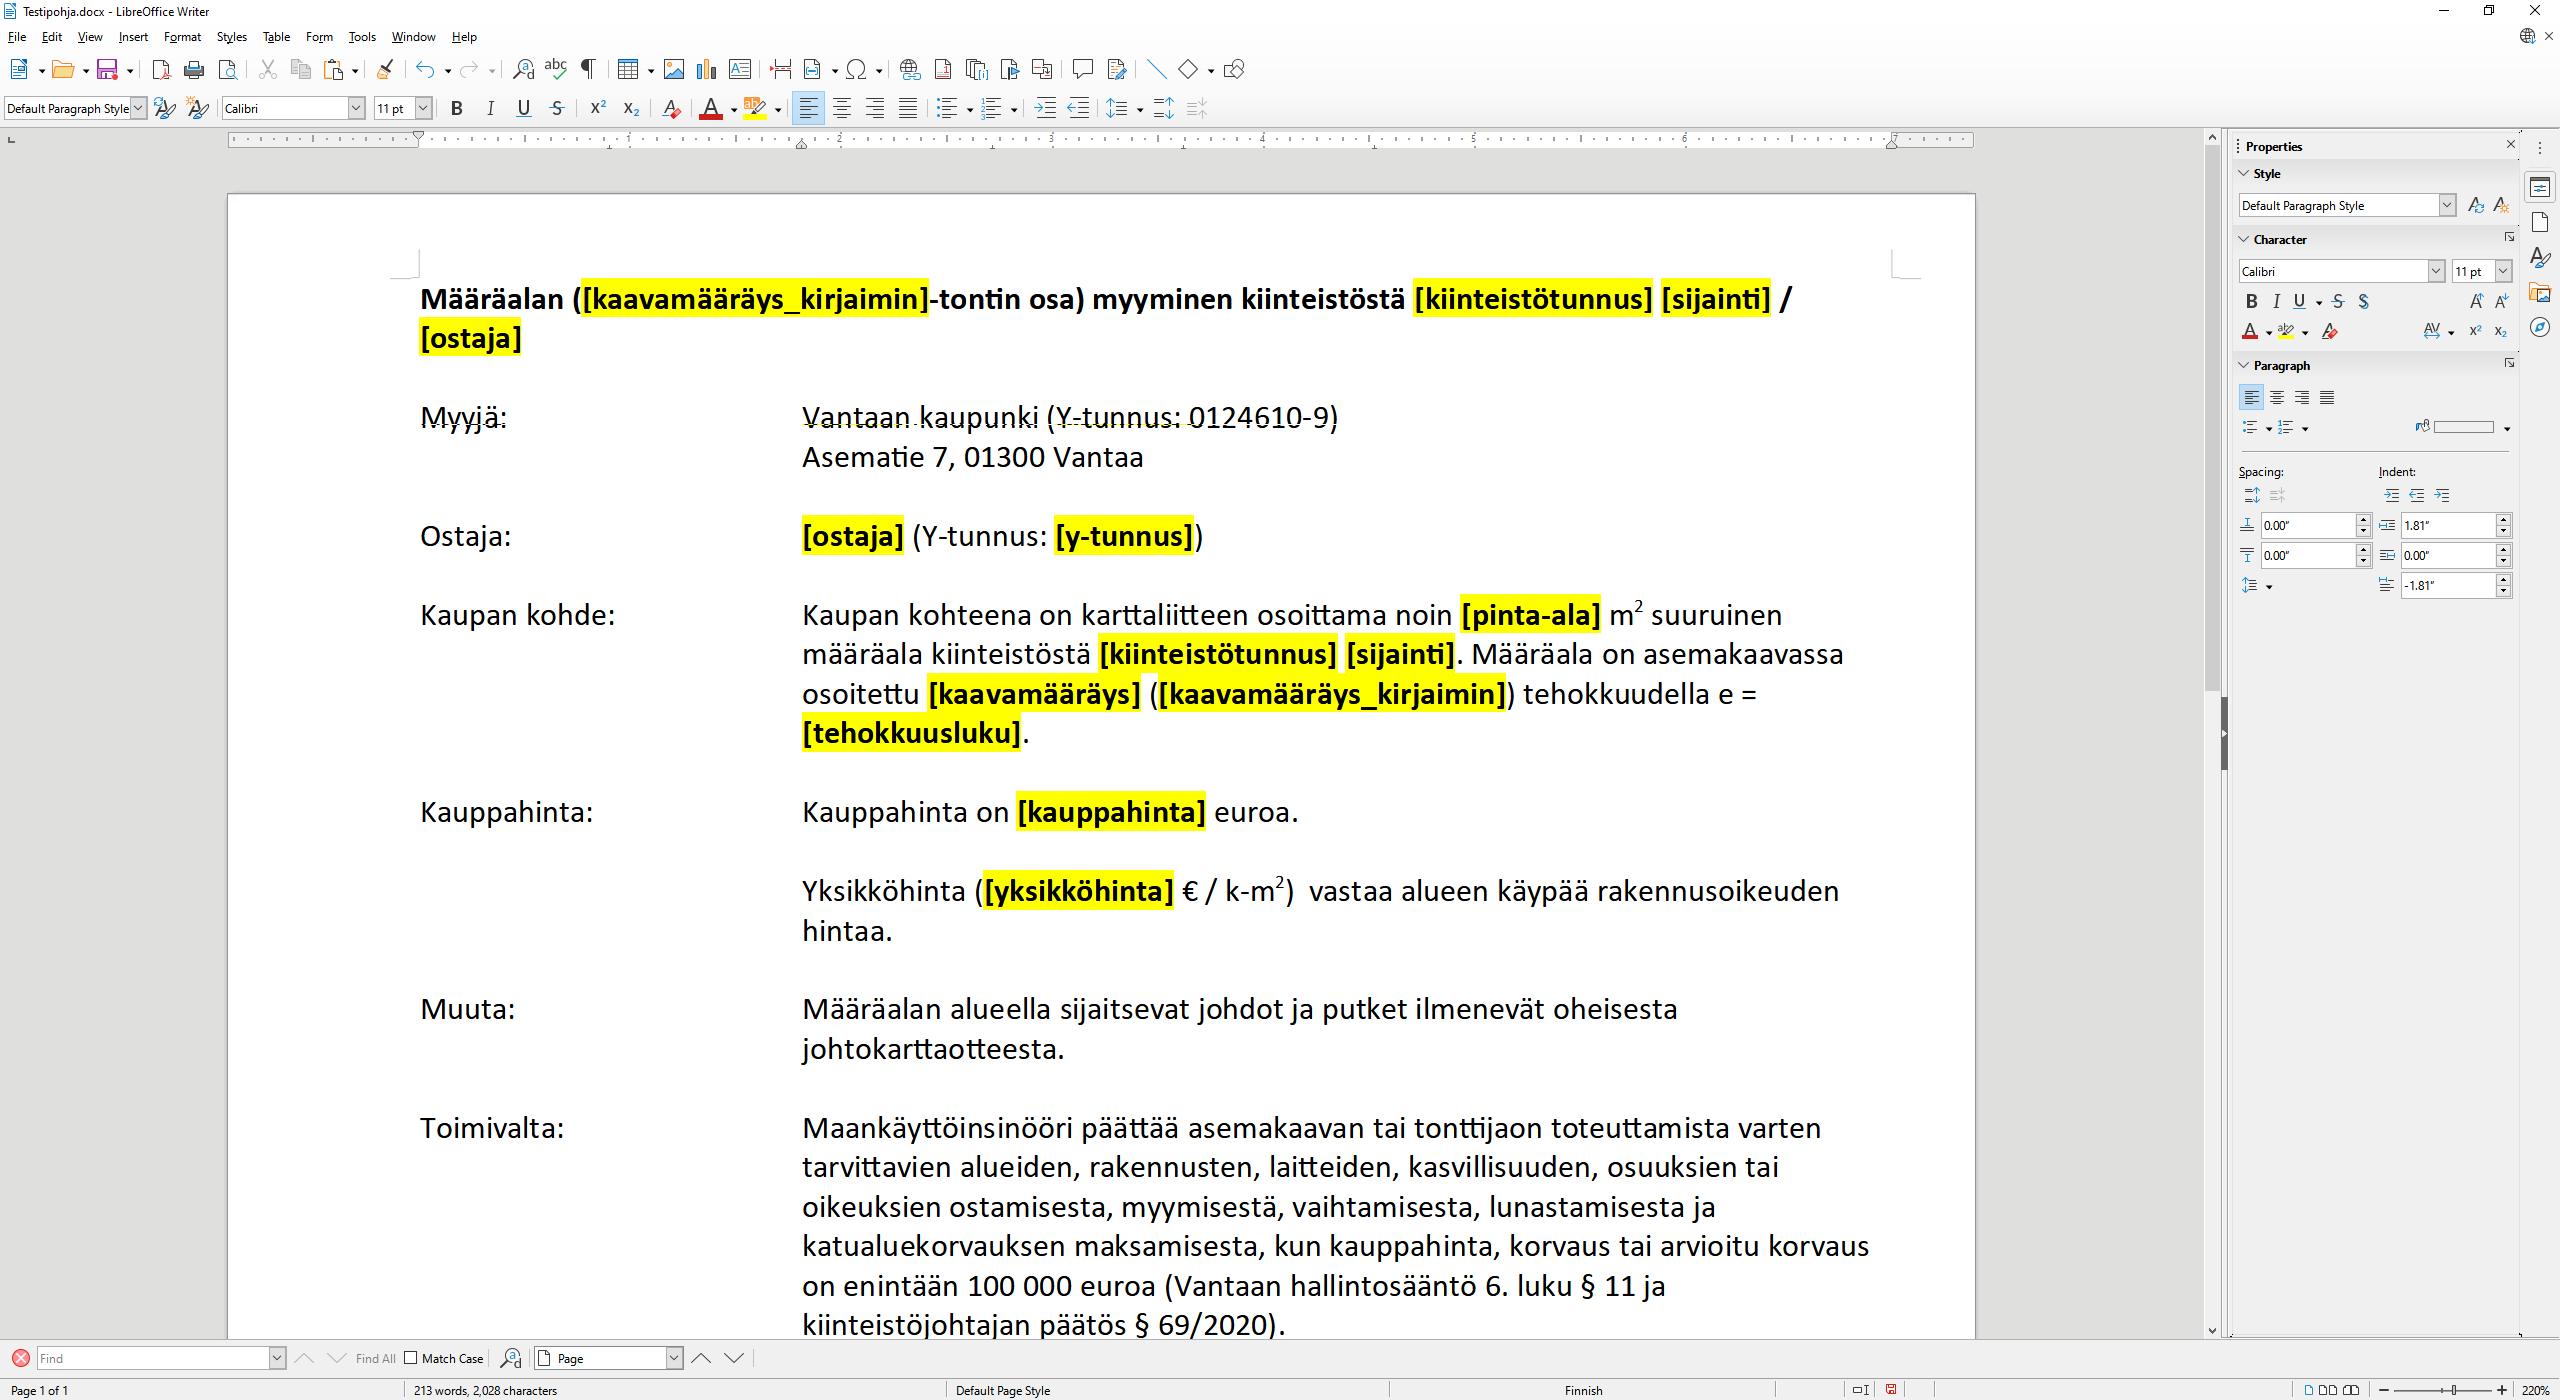 Testipohja.docx - LibreOffice Writer
File Edit View Insert Format Styles Table Form Tools Window Help
Default Paragraph Style Calibri 11 pt
1 2 3 4 5 6 7
Määräalan ([kaavamääräys_kirjaimin]-tontin osa) myyminen kiinteistöstä [kiinteistötunnus] [sijainti] /
[ostaja]
Myyjä: Vantaan kaupunki (Y-tunnus: 0124610-9)
Asematie 7, 01300 Vantaa
Ostaja: [ostaja] (Y-tunnus: [y-tunnus])
Kaupan kohde: Kaupan kohteena on karttaliitteen osoittama noin [pinta-ala] m² suuruinen
määräala kiinteistöstä [kiinteistötunnus] [sijainti]. Määräala on asemakaavassa
osoitettu [kaavamääräys] ([kaavamääräys_kirjaimin]) tehokkuudella e =
[tehokkuusluku].
Kauppahinta: Kauppahinta on [kauppahinta] euroa.
Yksikköhinta ([yksikköhinta] € / k-m²)  vastaa alueen käypää rakennusoikeuden
hintaa.
Muuta: Määräalan alueella sijaitsevat johdot ja putket ilmenevät oheisesta
johtokarttaotteesta.
Toimivalta: Maankäyttöinsinööri päättää asemakaavan tai tonttijaon toteuttamista varten
tarvittavien alueiden, rakennusten, laitteiden, kasvillisuuden, osuuksien tai
oikeuksien ostamisesta, myymisestä, vaihtamisesta, lunastamisesta ja
katualuekorvauksen maksamisesta, kun kauppahinta, korvaus tai arvioitu korvaus
on enintään 100 000 euroa (Vantaan hallintosääntö 6. luku § 11 ja
kiinteistöjohtajan päätös § 69/2020).
Properties
Style
Default Paragraph Style
Character
Calibri 11 pt
Paragraph
Spacing: Indent:
0.00" 1.81"
0.00" 0.00"
-1.81"
Find Find All Match Case Page
Page 1 of 1 213 words, 2,028 characters Default Page Style Finnish 220%